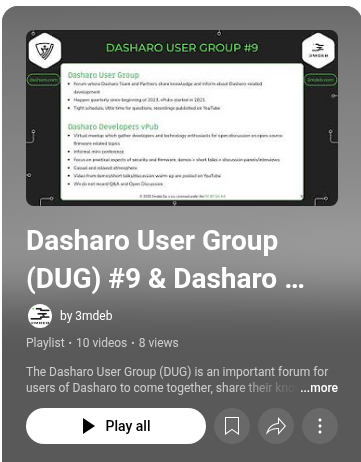 DASHARO USER GROUP #9
3MDEB
dasharo.com
3mdeb.com
Dasharo User Group
Forum where Dasharo Team and Partners share knowledge and inform about Dasharo-related
development
Happen quarterly since beginning of 2023, vPubs started in 2021.
Tight schedule, little time for questions, recordings published on YouTube
Dasharo Developers vPub
Virtual meetup which gather developers and technology enthusiasts for open discussion on open-source
firmware related topics
Informal mini conference
Focus on practical aspects of security and firmware, demos + short talks + discussion panels/interviews
Casual and relaxed atmosphere
Video from demos/short talks/discussion warm up are posted on YouTube
We do not record Q&A and Open Discussion
Dasharo User Group
(DUG) #9 & Dasharo ...
3MDEB
by 3mdeb
Playlist • 10 videos • 8 views
The Dasharo User Group (DUG) is an important forum for
users of Dasharo to come together, share their kno ...more
Play all